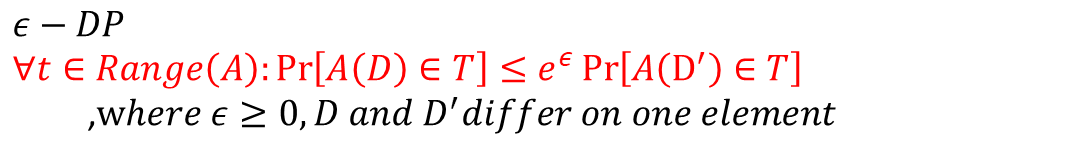 ϵ − DP
∀t ∈ Range(A): Pr[A(D) ∈ T] ≤ e^ϵ Pr[A(D′) ∈ T]
,where ϵ ≥ 0, D and D′differ on one element